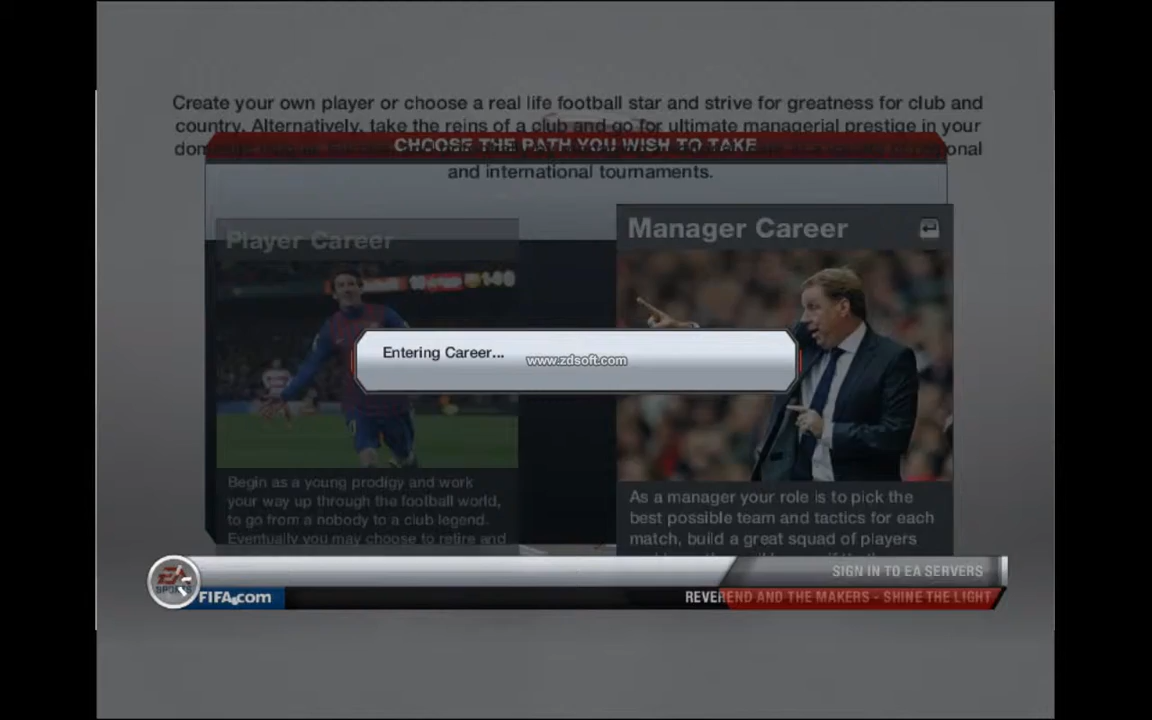 Create your own player or choose a real life football star and strive for greatness for club and
country. Alternatively, take the reins of a club and go for ultimate managerial prestige in your
CHOOSE THE PATH YOU WISH TO TAKE
regional
and international tournaments.
Player Career
Manager Career
Entering Career...
www.zdsoft.com
Begin as a young prodigy and work
your way up through the football world,
to go from a nobody to a club legend.
Eventually you may choose to retire and
As a manager your role is to pick the
best possible team and tactics for each
match, build a great squad of players
SIGN IN TO EA SERVERS
EA
SPORTS
FIFA.com
REVEREND AND THE MAKERS - SHINE THE LIGHT